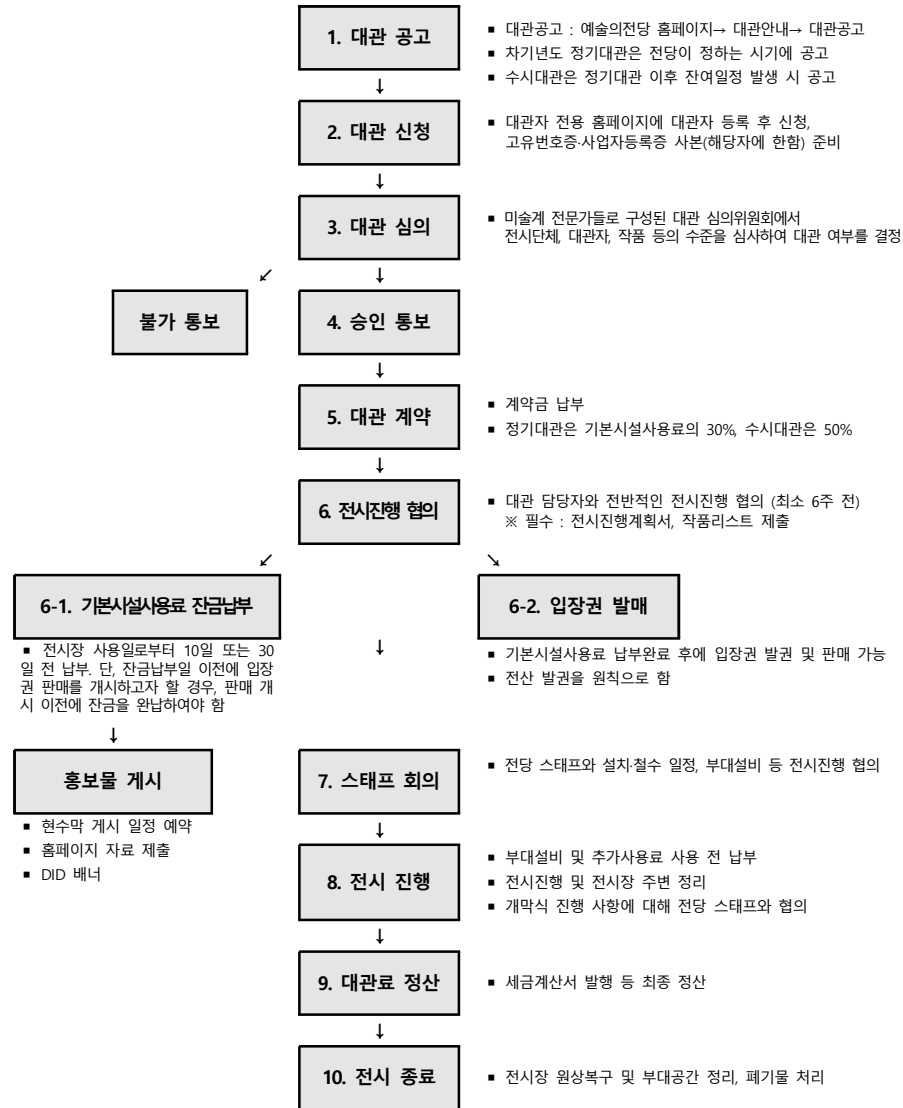 1. 대관 공고
▪ 대관공고 : 예술의전당 홈페이지→ 대관안내→ 대관공고
▪ 차기년도 정기대관은 전당이 정하는 시기에 공고
▪ 수시대관은 정기대관 이후 잔여일정 발생 시 공고
↓
2. 대관 신청
▪ 대관자 전용 홈페이지에 대관자 등록 후 신청,
고유번호증·사업자등록증 사본(해당자에 한함) 준비
↓
3. 대관 심의
▪ 미술계 전문가들로 구성된 대관 심의위원회에서
전시단체, 대관자, 작품 등의 수준을 심사하여 대관 여부를 결정
↙ ↓
불가 통보
4. 승인 통보
↓
5. 대관 계약
▪ 계약금 납부
▪ 정기대관은 기본시설사용료의 30%, 수시대관은 50%
↓
6. 전시진행 협의
▪ 대관 담당자와 전반적인 전시진행 협의 (최소 6주 전)
※ 필수 : 전시진행계획서, 작품리스트 제출
↙ ↘
6-1. 기본시설사용료 잔금납부
▪ 전시장 사용일로부터 10일 또는 30
일 전 납부. 단, 잔금납부일 이전에 입장
권 판매를 개시하고자 할 경우, 판매 개
시 이전에 잔금을 완납하여야 함
↓
6-2. 입장권 발매
▪ 기본시설사용료 납부완료 후에 입장권 발권 및 판매 가능
▪ 전산 발권을 원칙으로 함
↓
홍보물 게시
▪ 현수막 게시 일정 예약
▪ 홈페이지 자료 제출
▪ DID 배너
7. 스태프 회의
▪ 전당 스태프와 설치·철수 일정, 부대설비 등 전시진행 협의
↓
8. 전시 진행
▪ 부대설비 및 추가사용료 사용 전 납부
▪ 전시진행 및 전시장 주변 정리
▪ 개막식 진행 사항에 대해 전당 스태프와 협의
↓
9. 대관료 정산
▪ 세금계산서 발행 등 최종 정산
↓
10. 전시 종료
▪ 전시장 원상복구 및 부대공간 정리, 폐기물 처리